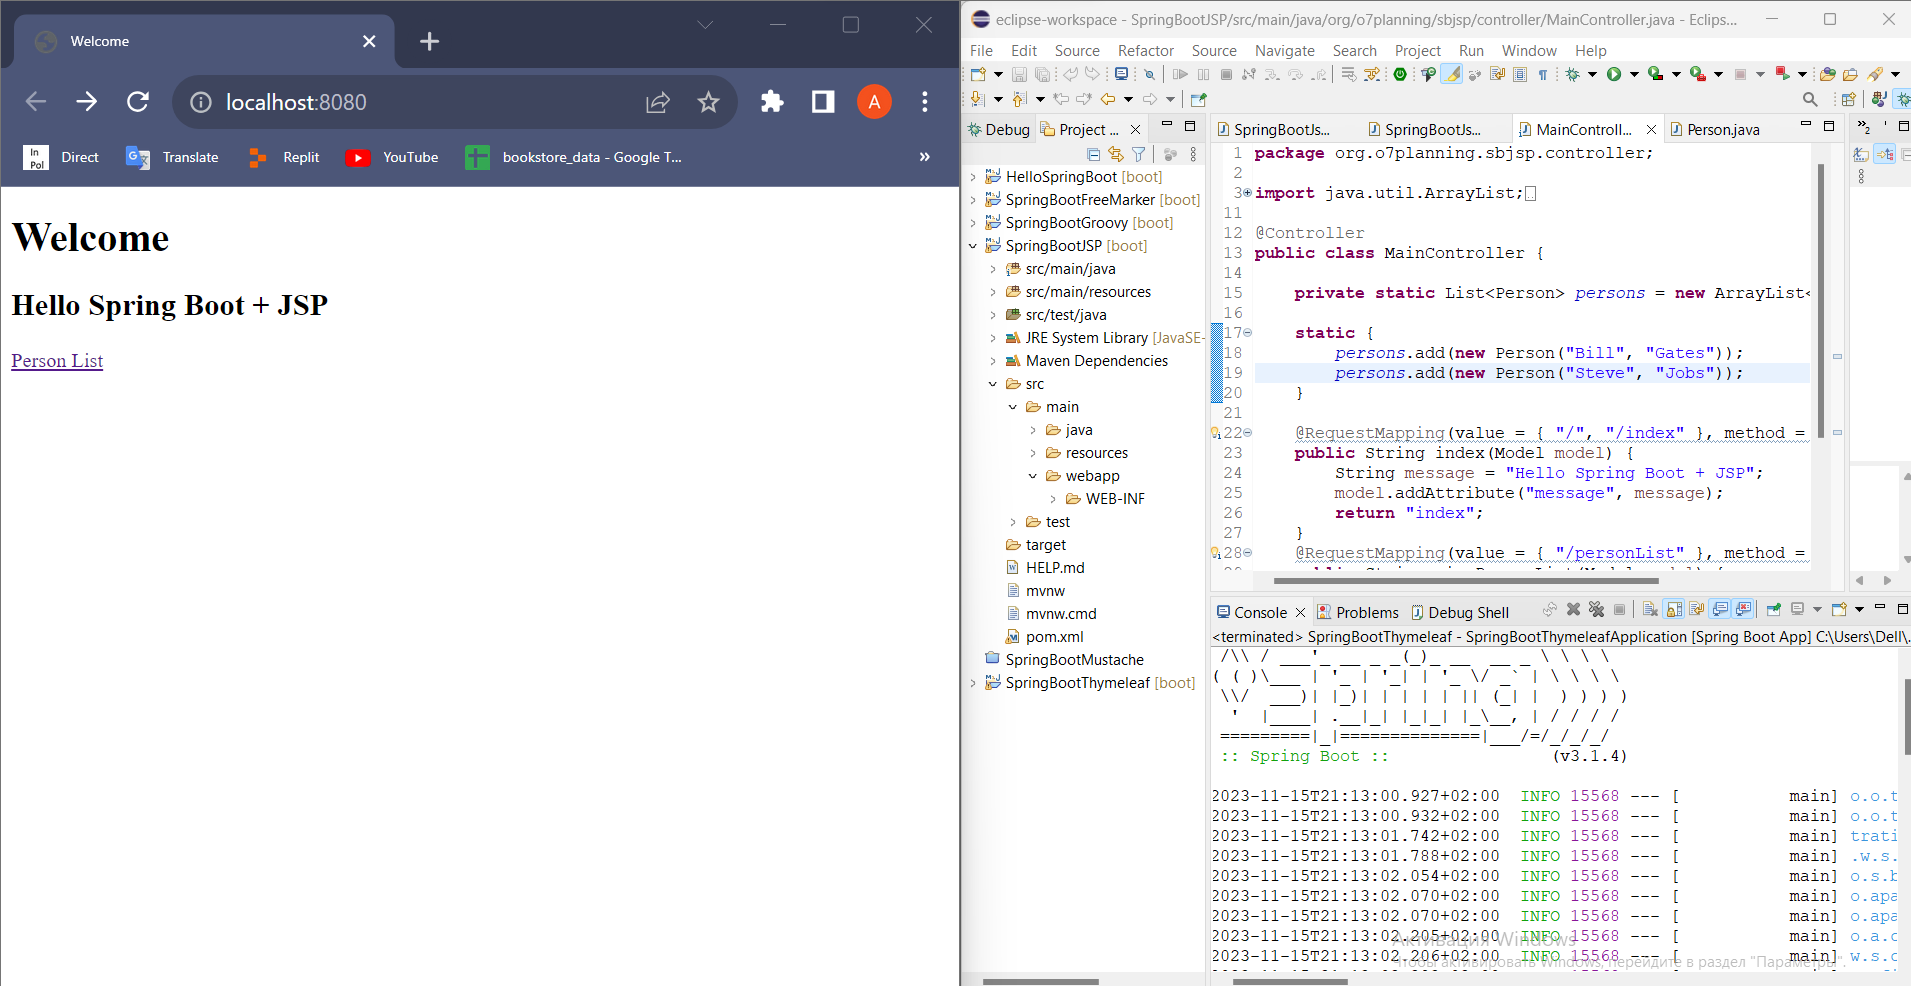 Welcome
localhost:8080
A
In
Pol
Direct
Translate
Replit
YouTube
bookstore_data - Google T...
»
Welcome
Hello Spring Boot + JSP
Person List
eclipse-workspace - SpringBootJSP/src/main/java/org/o7planning/sbjsp/controller/MainController.java - Eclips...
File Edit Source Refactor Source Navigate Search Project Run Window Help
Debug
Project ...
HelloSpringBoot [boot]
SpringBootFreeMarker [boot]
SpringBootGroovy [boot]
SpringBootJSP [boot]
src/main/java
src/main/resources
src/test/java
JRE System Library [JavaSE-
Maven Dependencies
src
main
java
resources
webapp
WEB-INF
test
target
HELP.md
mvnw
mvnw.cmd
pom.xml
SpringBootMustache
SpringBootThymeleaf [boot]
SpringBootJs...
SpringBootJs...
MainControll...
Person.java
1 package org.o7planning.sbjsp.controller;
2
3 import java.util.ArrayList;
11
12 @Controller
13 public class MainController {
14
15 private static List<Person> persons = new ArrayList<
16
17 static {
18 persons.add(new Person("Bill", "Gates"));
19 persons.add(new Person("Steve", "Jobs"));
20 }
21
22 @RequestMapping(value = { "/", "/index" }, method =
23 public String index(Model model) {
24 String message = "Hello Spring Boot + JSP";
25 model.addAttribute("message", message);
26 return "index";
27 }
28 @RequestMapping(value = { "/personList" }, method =
Console
Problems
Debug Shell
<terminated> SpringBootThymeleaf - SpringBootThymeleafApplication [Spring Boot App] C:\Users\Dell\.
 /\\ / ___'_ __ _ _(_)_ __  __ _ \ \ \ \
( ( )\___ | '_ | '_| | '_ \/ _` | \ \ \ \
 \\/  ___)| |_)| | | | | || (_| |  ) ) ) )
  '  |____| .__|_| |_|_| |_\__, | / / / /
 =========|_|==============|___/=/_/_/_/
:: Spring Boot :: (v3.1.4)
2023-11-15T21:13:00.927+02:00 INFO 15568 --- [ main] o.o.t
2023-11-15T21:13:00.932+02:00 INFO 15568 --- [ main] o.o.t
2023-11-15T21:13:01.742+02:00 INFO 15568 --- [ main] trati
2023-11-15T21:13:01.788+02:00 INFO 15568 --- [ main] .w.s.
2023-11-15T21:13:02.054+02:00 INFO 15568 --- [ main] o.s.b
2023-11-15T21:13:02.070+02:00 INFO 15568 --- [ main] o.apa
2023-11-15T21:13:02.070+02:00 INFO 15568 --- [ main] o.apa
2023-11-15T21:13:02.205+02:00 INFO 15568 --- [ main] o.a.c
2023-11-15T21:13:02.206+02:00 INFO 15568 --- [ main] w.s.c
Активация Windows
Чтобы активировать Windows, перейдите в раздел "Параметры".